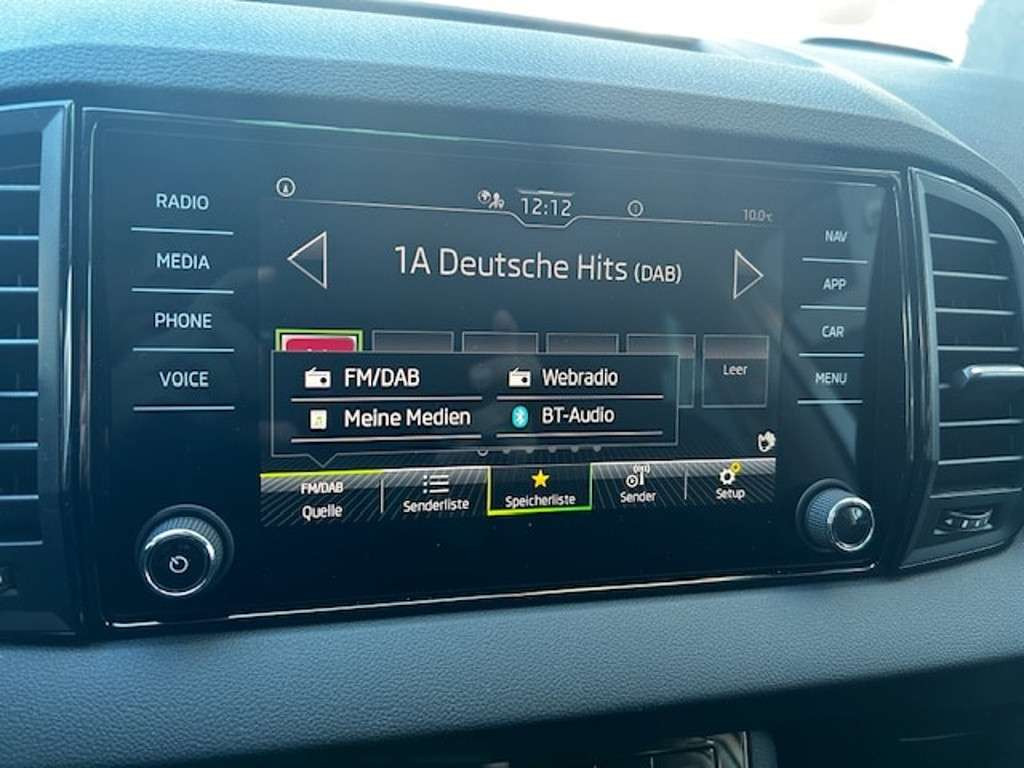 RADIO
MEDIA
PHONE
VOICE
12:12
10.0°C
1A Deutsche Hits (DAB)
Leer
FM/DAB
Webradio
Meine Medien
BT-Audio
FM/DAB
Quelle
Senderliste
Speicherliste
Sender
Setup
NAV
APP
CAR
MENU